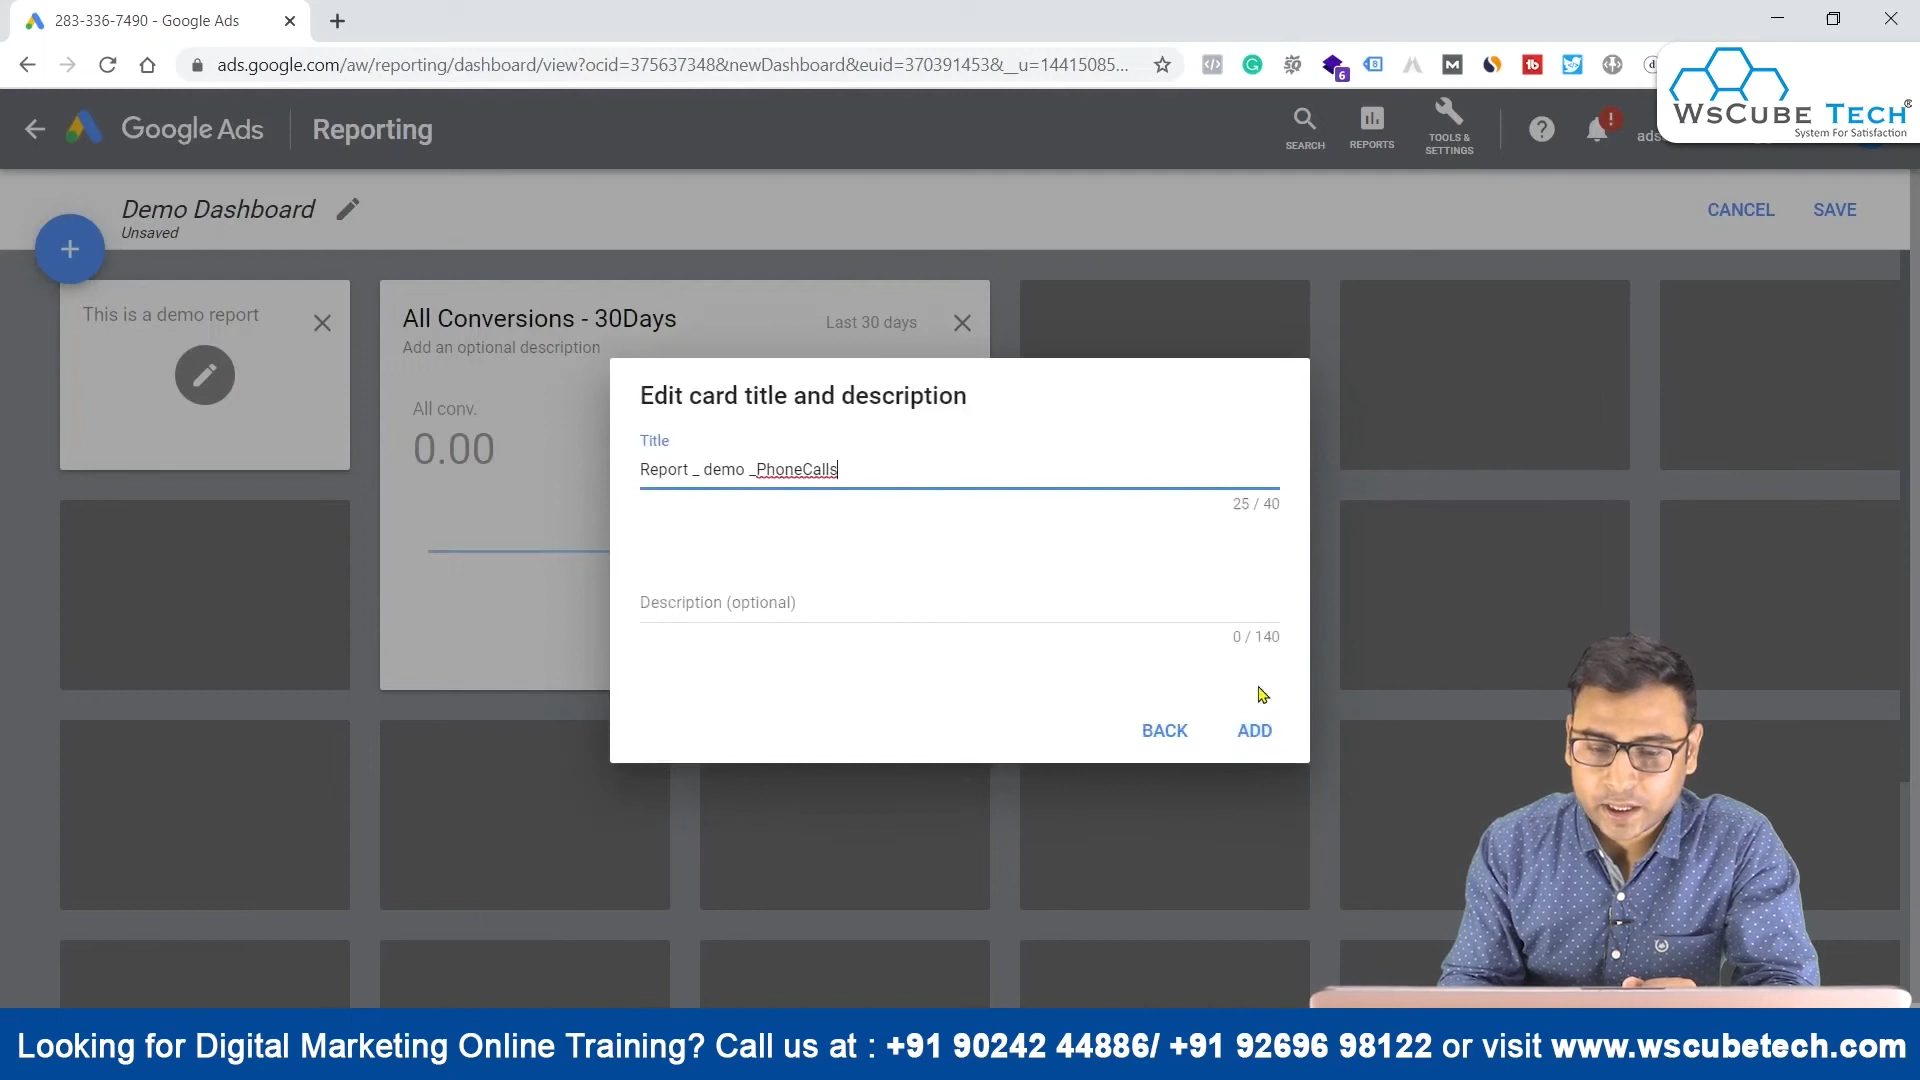 283-336-7490 - Google Ads
ads.google.com/aw/reporting/dashboard/view?ocid=375637348&newDashboard&euid=370391453&__u=14415085...
6
Google Ads
Reporting
SEARCH
REPORTS
TOOLS &
SETTINGS
ads
WsCube Tech®
System For Satisfaction
Demo Dashboard
Unsaved
CANCEL
SAVE
This is a demo report
All Conversions - 30Days
Last 30 days
Add an optional description
All conv.
0.00
Edit card title and description
Title
Report _ demo _PhoneCalls
25 / 40
Description (optional)
0 / 140
BACK
ADD
Looking for Digital Marketing Online Training? Call us at : +91 90242 44886/ +91 92696 98122 or visit www.wscubetech.com